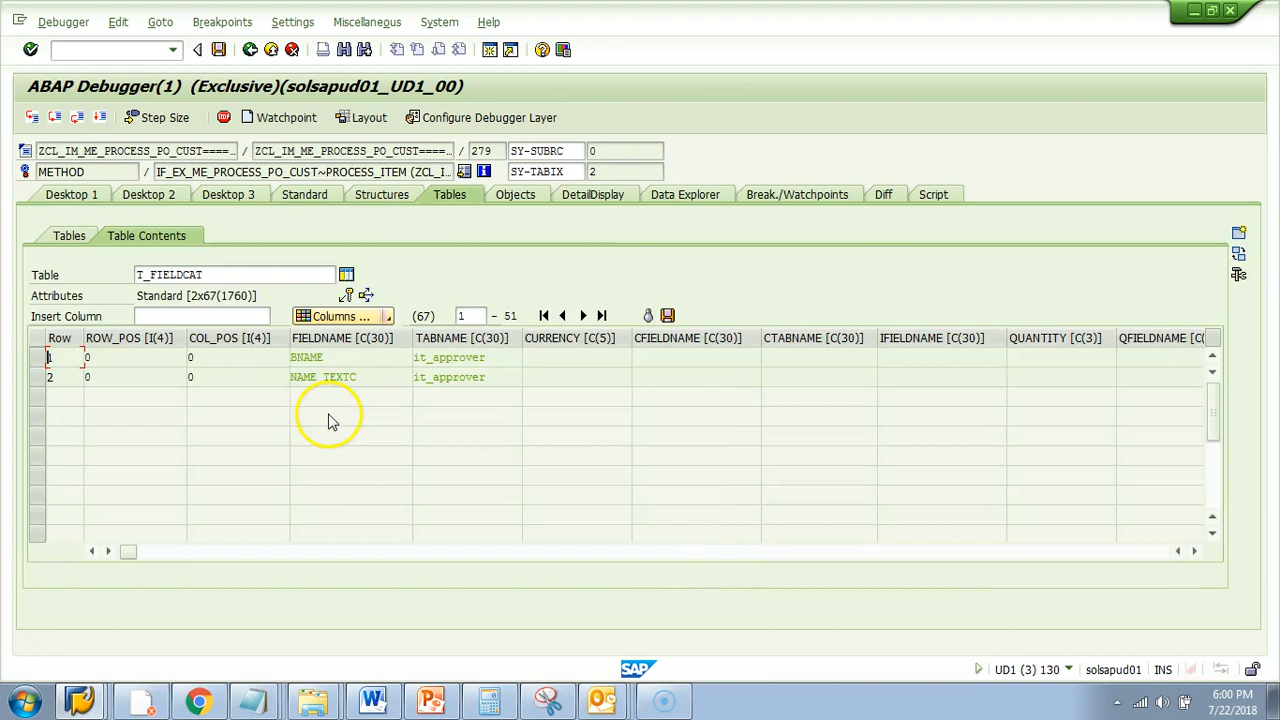 Debugger Edit Goto Breakpoints Settings Miscellaneous System Help
ABAP Debugger(1) (Exclusive)(solsapud01_UD1_00)
Step Size Watchpoint Layout Configure Debugger Layer
ZCL_IM_ME_PROCESS_PO_CUST====... / ZCL_IM_ME_PROCESS_PO_CUST====... / 279 SY-SUBRC 0
METHOD / IF_EX_ME_PROCESS_PO_CUST~PROCESS_ITEM (ZCL_I... SY-TABIX 2
Desktop 1 Desktop 2 Desktop 3 Standard Structures Tables Objects DetailDisplay Data Explorer Break./Watchpoints Diff Script
Tables Table Contents
Table T_FIELDCAT
Attributes Standard [2x67(1760)]
Insert Column Columns ... (67) 1 - 51
Row ROW_POS [I(4)] COL_POS [I(4)] FIELDNAME [C(30)] TABNAME [C(30)] CURRENCY [C(5)] CFIELDNAME [C(30)] CTABNAME [C(30)] IFIELDNAME [C(30)] QUANTITY [C(3)] QFIELDNAME [C(
1 0 0 BNAME it_approver
2 0 0 NAME_TEXTC it_approver
SAP UD1 (3) 130 solsapud01 INS
6:00 PM
7/22/2018